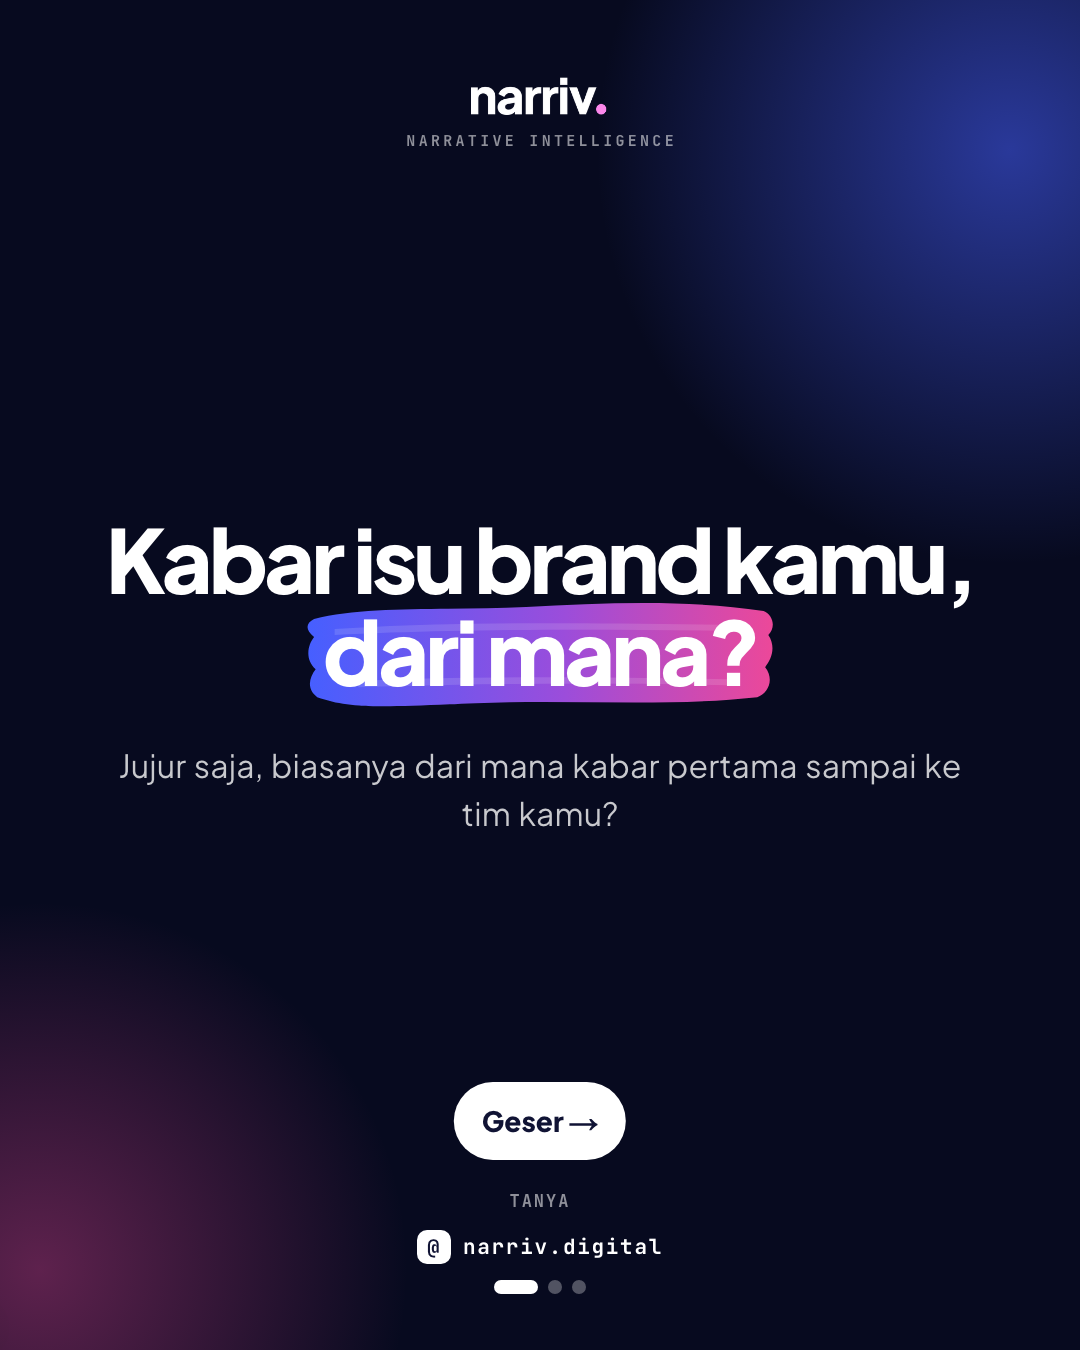 narriv.
NARRATIVE INTELLIGENCE
Kabar isu brand kamu,
dari mana?
Jujur saja, biasanya dari mana kabar pertama sampai ke
tim kamu?
Geser →
TANYA
@ narriv.digital